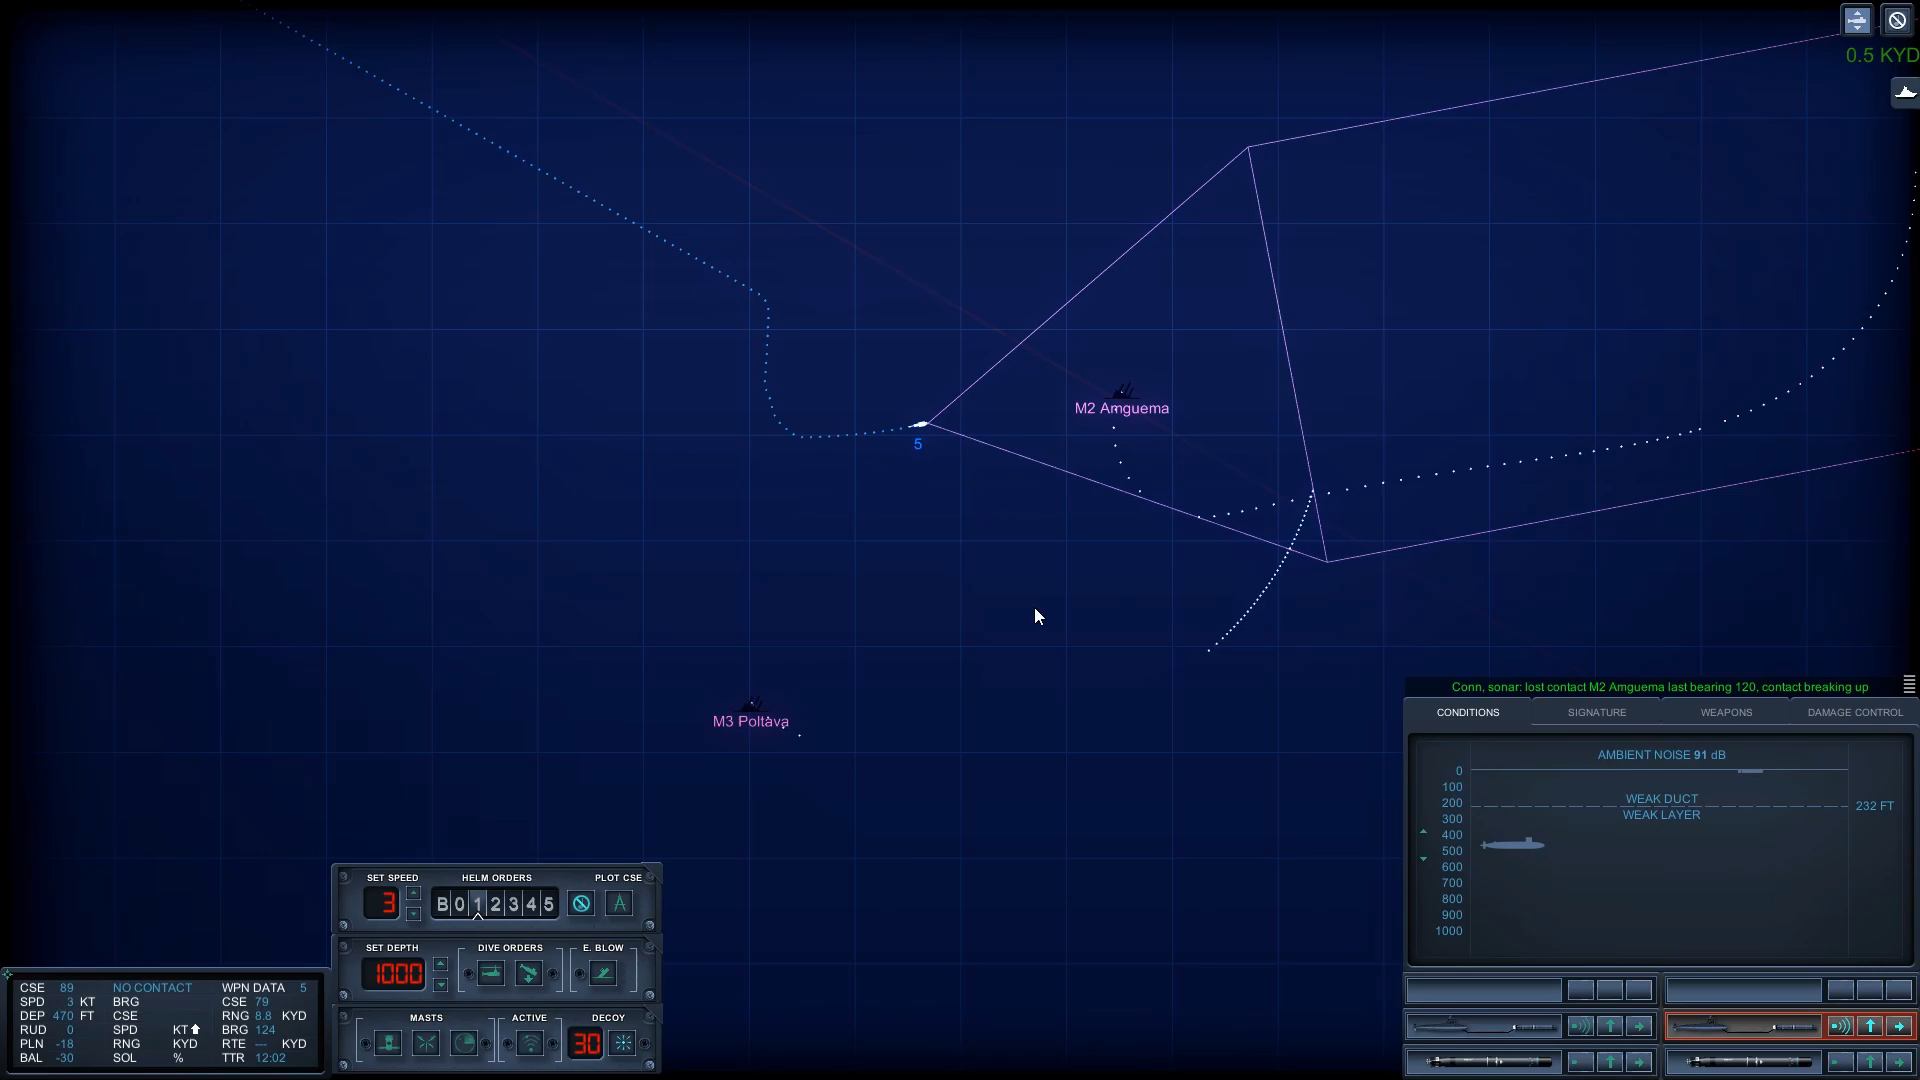 0.5 KYD
M2 Amguema
5
M3 Poltava
Conn, sonar: lost contact M2 Amguema last bearing 120, contact breaking up
CONDITIONS SIGNATURE WEAPONS DAMAGE CONTROL
AMBIENT NOISE 91 dB
0
100
200
300
400
500
600
700
800
900
1000
WEAK DUCT
WEAK LAYER
232 FT
SET SPEED HELM ORDERS PLOT CSE
3 B 0 1 2 3 4 5
SET DEPTH DIVE ORDERS E. BLOW
1000
MASTS ACTIVE DECOY
30
CSE 89 NO CONTACT WPN DATA 5
SPD 3 KT BRG CSE 79
DEP 470 FT CSE RNG 8.8 KYD
RUD 0 SPD KT BRG 124
PLN -18 RNG KYD RTE --- KYD
BAL -30 SOL % TTR 12:02